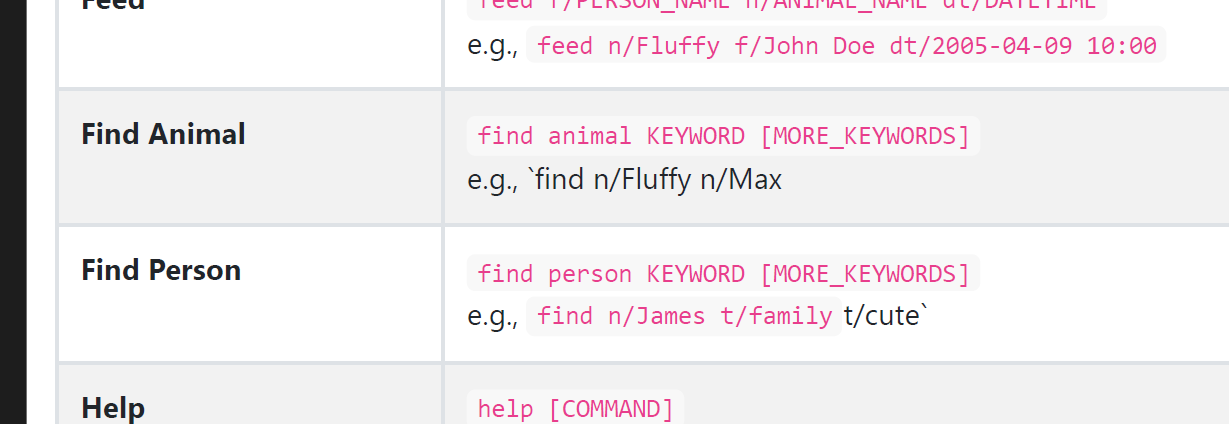 Feed
feed f/PERSON_NAME n/ANIMAL_NAME dt/DATETIME
e.g., feed n/Fluffy f/John Doe dt/2005-04-09 10:00
Find Animal
find animal KEYWORD [MORE_KEYWORDS]
e.g., `find n/Fluffy n/Max
Find Person
find person KEYWORD [MORE_KEYWORDS]
e.g., find n/James t/family t/cute`
Help
help [COMMAND]